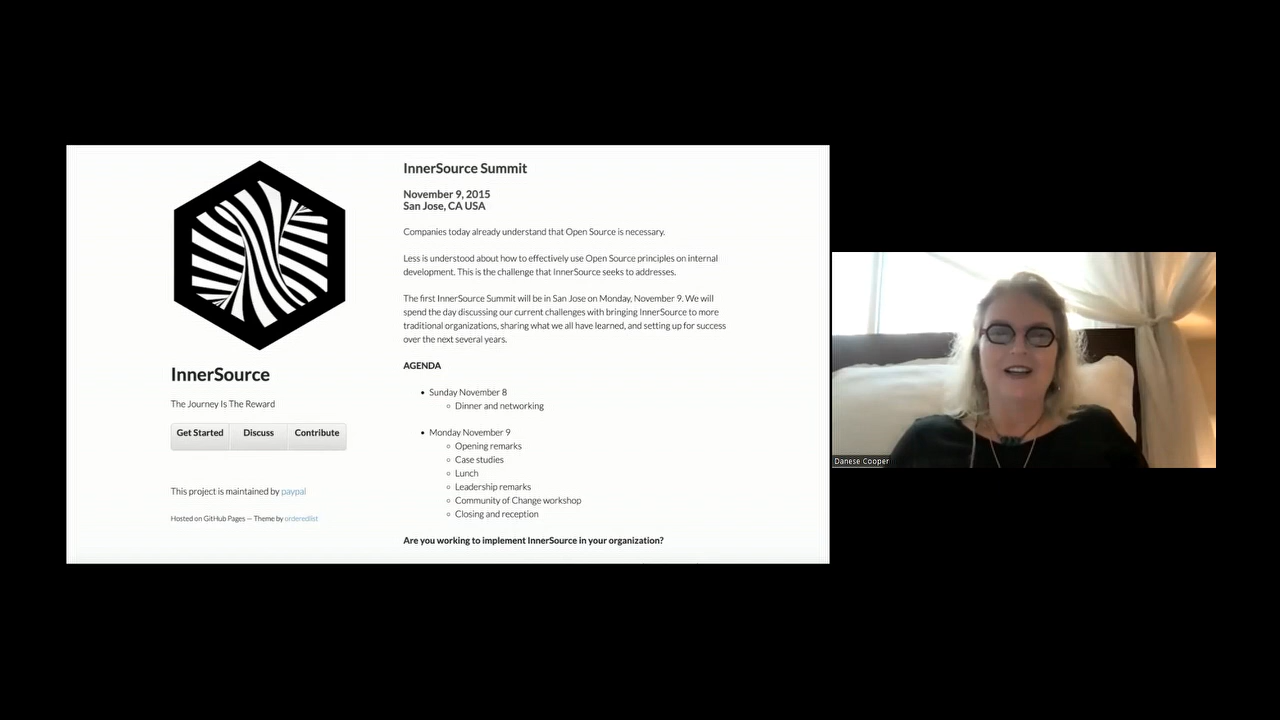 InnerSource
The Journey Is The Reward
Get Started Discuss Contribute
This project is maintained by paypal
Hosted on GitHub Pages — Theme by orderedlist
InnerSource Summit
November 9, 2015
San Jose, CA USA
Companies today already understand that Open Source is necessary.
Less is understood about how to effectively use Open Source principles on internal
development. This is the challenge that InnerSource seeks to addresses.
The first InnerSource Summit will be in San Jose on Monday, November 9. We will
spend the day discussing our current challenges with bringing InnerSource to more
traditional organizations, sharing what we all have learned, and setting up for success
over the next several years.
AGENDA
• Sunday November 8
◦ Dinner and networking
• Monday November 9
◦ Opening remarks
◦ Case studies
◦ Lunch
◦ Leadership remarks
◦ Community of Change workshop
◦ Closing and reception
Are you working to implement InnerSource in your organization?
Danese Cooper